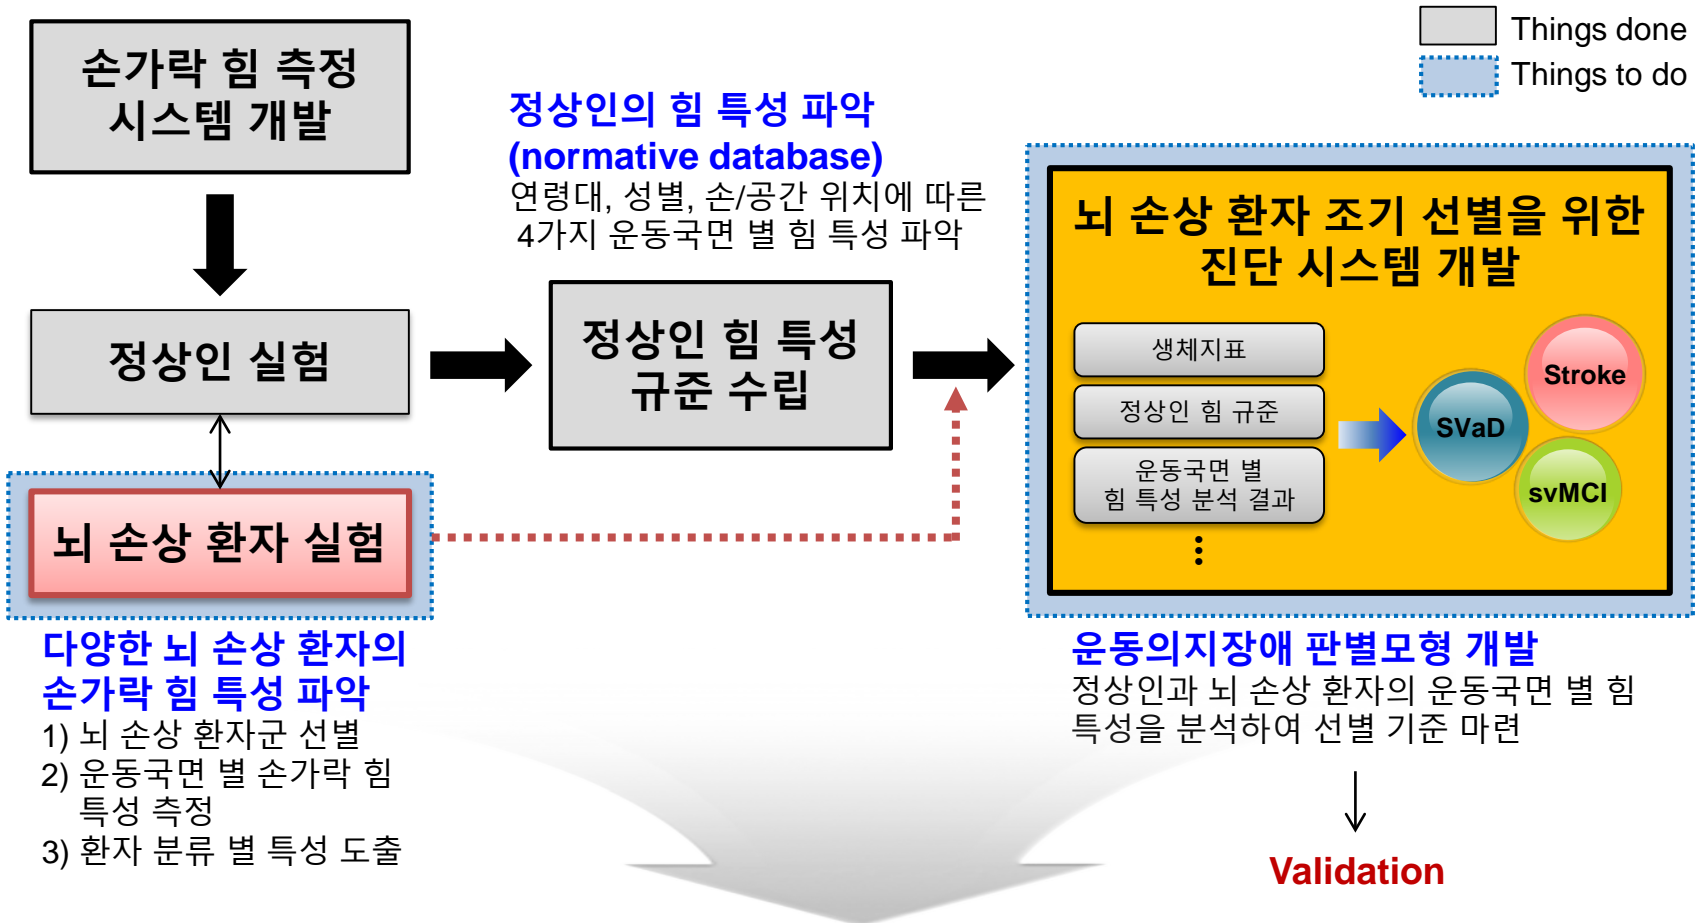 Things done
Things to do
손가락 힘 측정
시스템 개발
정상인의 힘 특성 파악
(normative database)
연령대, 성별, 손/공간 위치에 따른
4가지 운동국면 별 힘 특성 파악
정상인 실험
정상인 힘 특성
규준 수립
뇌 손상 환자 조기 선별을 위한
진단 시스템 개발
생체지표
정상인 힘 규준
운동국면 별
힘 특성 분석 결과
Stroke
SVaD
svMCI
뇌 손상 환자 실험
다양한 뇌 손상 환자의
손가락 힘 특성 파악
1) 뇌 손상 환자군 선별
2) 운동국면 별 손가락 힘
특성 측정
3) 환자 분류 별 특성 도출
운동의지장애 판별모형 개발
정상인과 뇌 손상 환자의 운동국면 별 힘
특성을 분석하여 선별 기준 마련
Validation